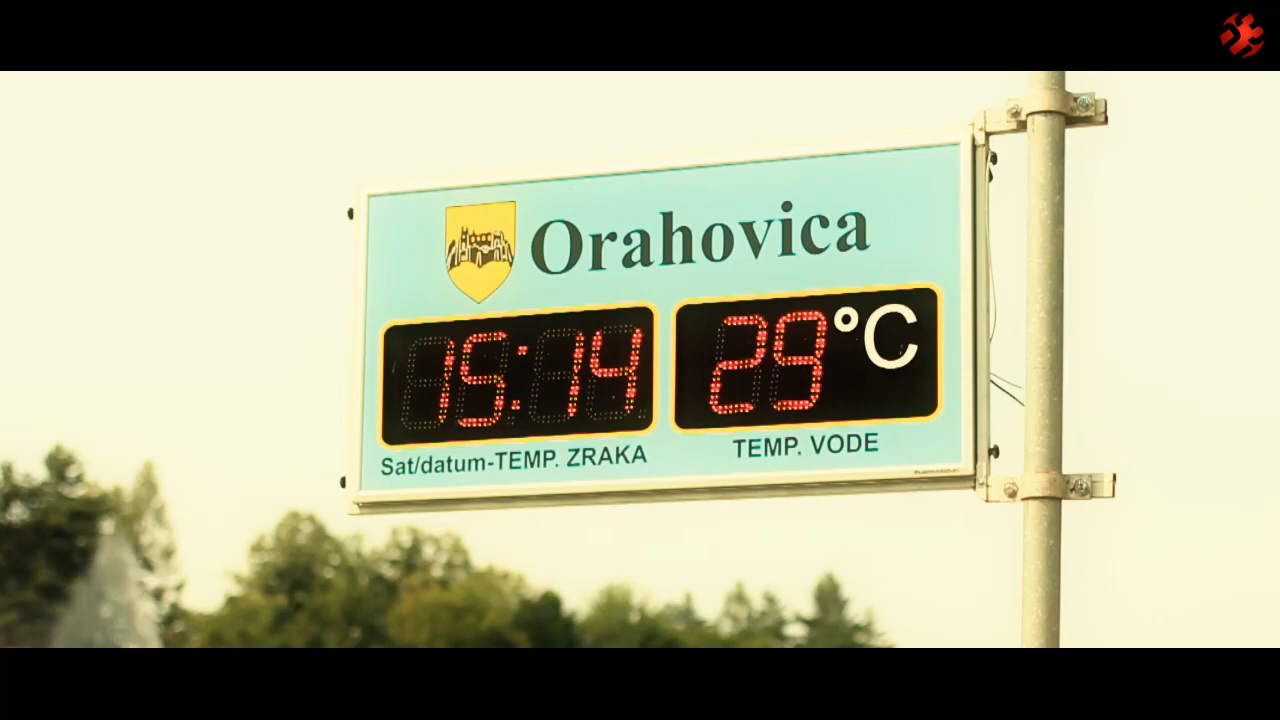 Orahovica
15:14
29°C
Sat/datum-TEMP. ZRAKA
TEMP. VODE